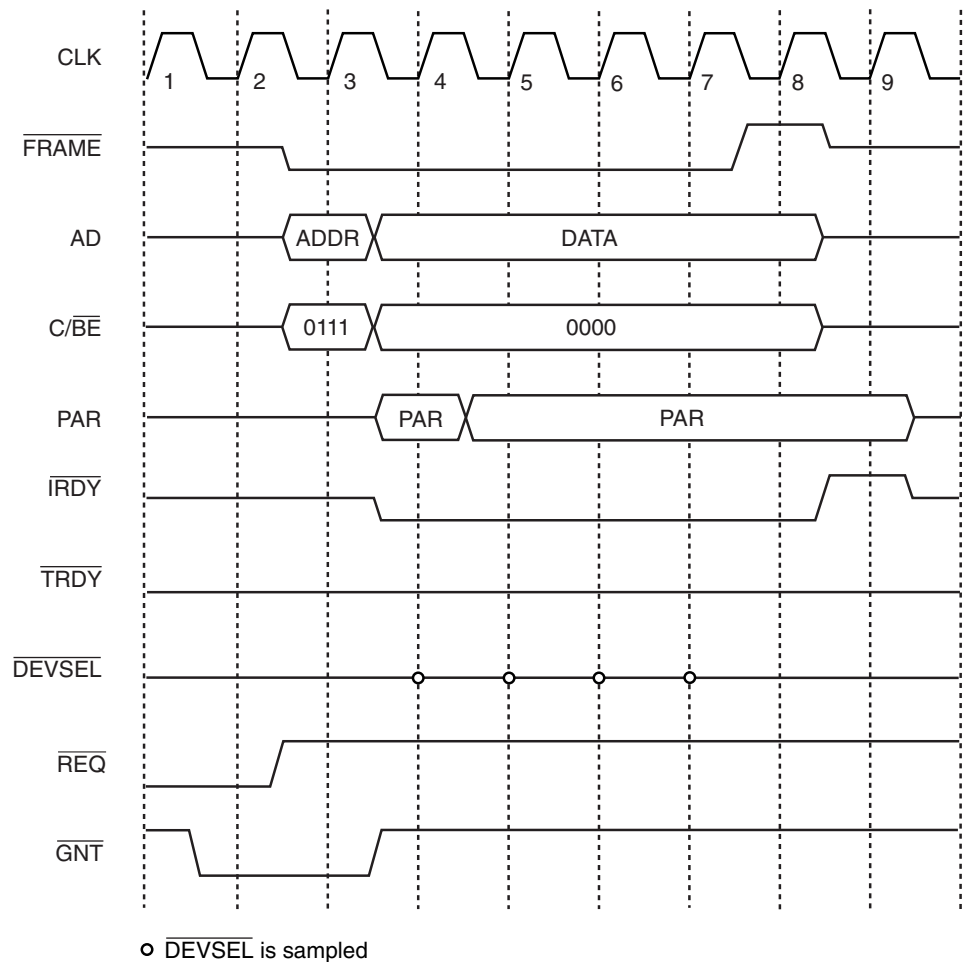 CLK
1 2 3 4 5 6 7 8 9
FRAME
AD ADDR DATA
C/BE 0111 0000
PAR PAR PAR
IRDY
TRDY
DEVSEL
REQ
GNT
DEVSEL is sampled